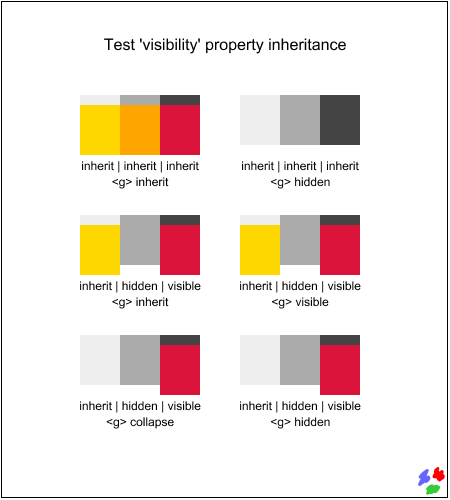 Test 'visibility' property inheritance
inherit | inherit | inherit
<g> inherit
inherit | inherit | inherit
<g> hidden
inherit | hidden | visible
<g> inherit
inherit | hidden | visible
<g> visible
inherit | hidden | visible
<g> collapse
inherit | hidden | visible
<g> hidden